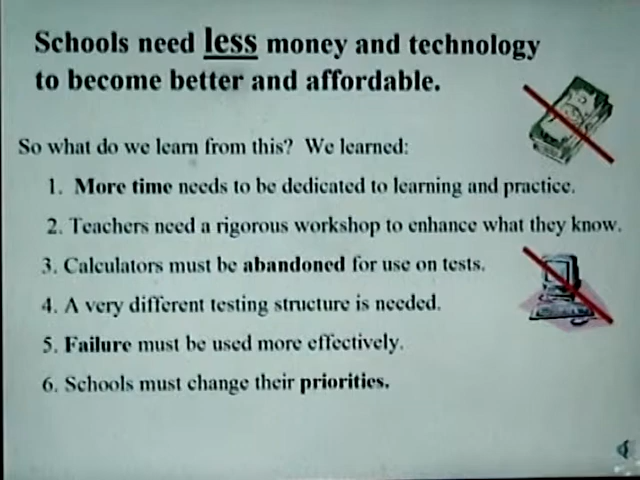 Schools need less money and technology
to become better and affordable.
So what do we learn from this? We learned:
1. More time needs to be dedicated to learning and practice.
2. Teachers need a rigorous workshop to enhance what they know.
3. Calculators must be abandoned for use on tests.
4. A very different testing structure is needed.
5. Failure must be used more effectively.
6. Schools must change their priorities.